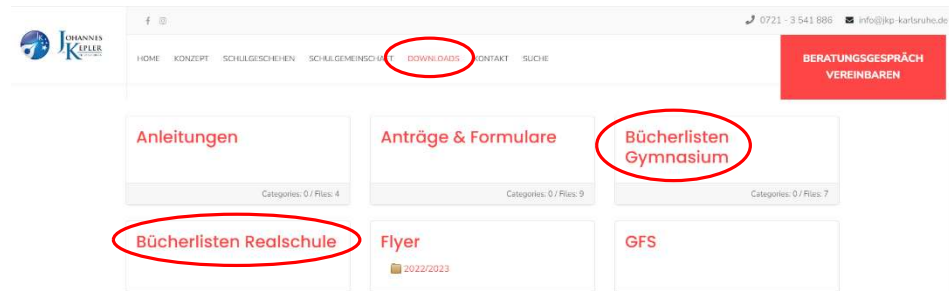 0721 - 3 541 886 info@jkp-karlsruhe.de
JOHANNES
KEPLER
HOME KONZEPT SCHULGESCHEHEN SCHULGEMEINSCHAFT DOWNLOADS KONTAKT SUCHE
BERATUNGSGESPRÄCH
VEREINBAREN
Anleitungen
Categories: 0 / Files: 4
Anträge & Formulare
Categories: 0 / Files: 9
Bücherlisten
Gymnasium
Categories: 0 / Files: 7
Bücherlisten Realschule
Flyer
2022/2023
GFS